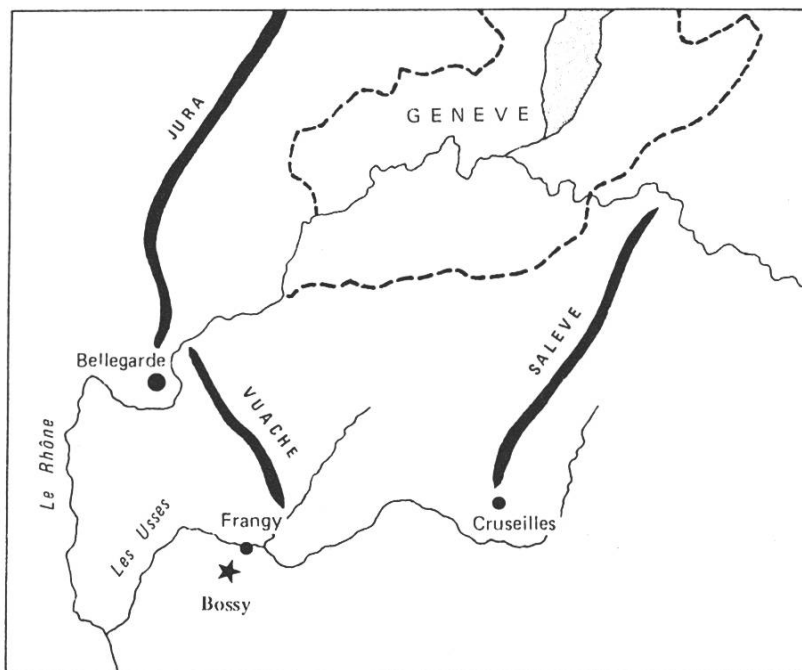 JURA
GENEVE
Bellegarde
SALEVE
VUACHE
Le Rhône
Les Usses
Frangy
Cruseilles
Bossy